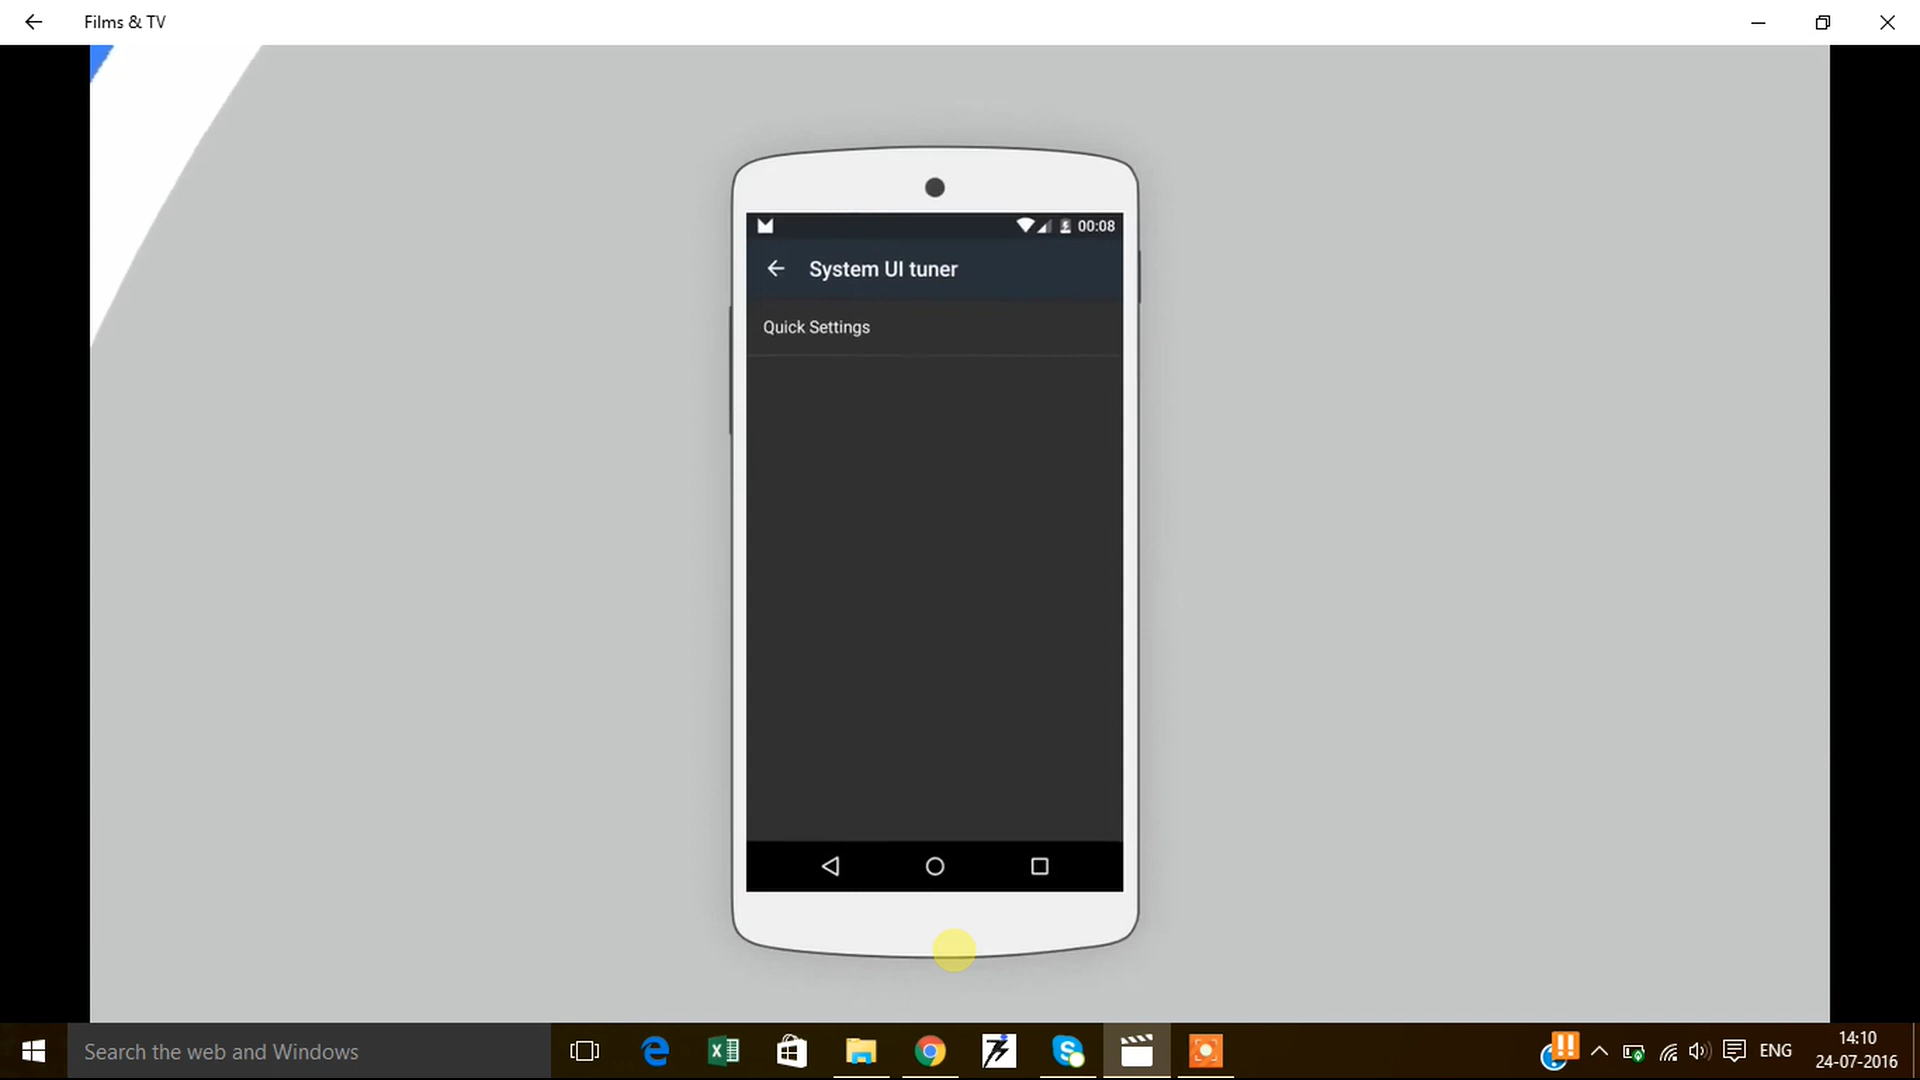 Films & TV
00:08
System UI tuner
Quick Settings
Search the web and Windows
ENG
14:10
24-07-2016